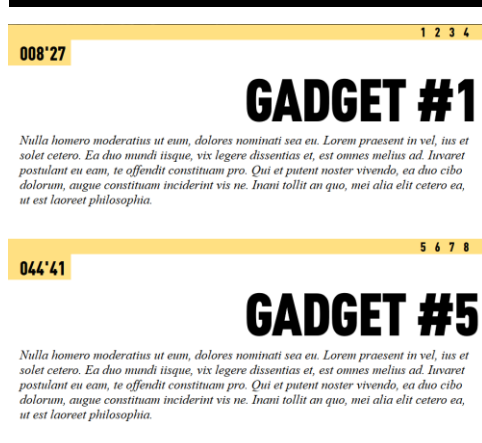 1 2 3 4
008'27
GADGET #1
Nulla homero moderatius ut eum, dolores nominati sea eu. Lorem praesent in vel, ius et
solet cetero. Ea duo mundi iisque, vix legere dissentias et, est omnes melius ad. Iuvaret
postulant eu eam, te offendit constituam pro. Qui et putent noster vivendo, ea duo cibo
dolorum, augue constituam inciderint vis ne. Inani tollit an quo, mei alia elit cetero ea,
ut est laoreet philosophia.
5 6 7 8
044'41
GADGET #5
Nulla homero moderatius ut eum, dolores nominati sea eu. Lorem praesent in vel, ius et
solet cetero. Ea duo mundi iisque, vix legere dissentias et, est omnes melius ad. Iuvaret
postulant eu eam, te offendit constituam pro. Qui et putent noster vivendo, ea duo cibo
dolorum, augue constituam inciderint vis ne. Inani tollit an quo, mei alia elit cetero ea,
ut est laoreet philosophia.